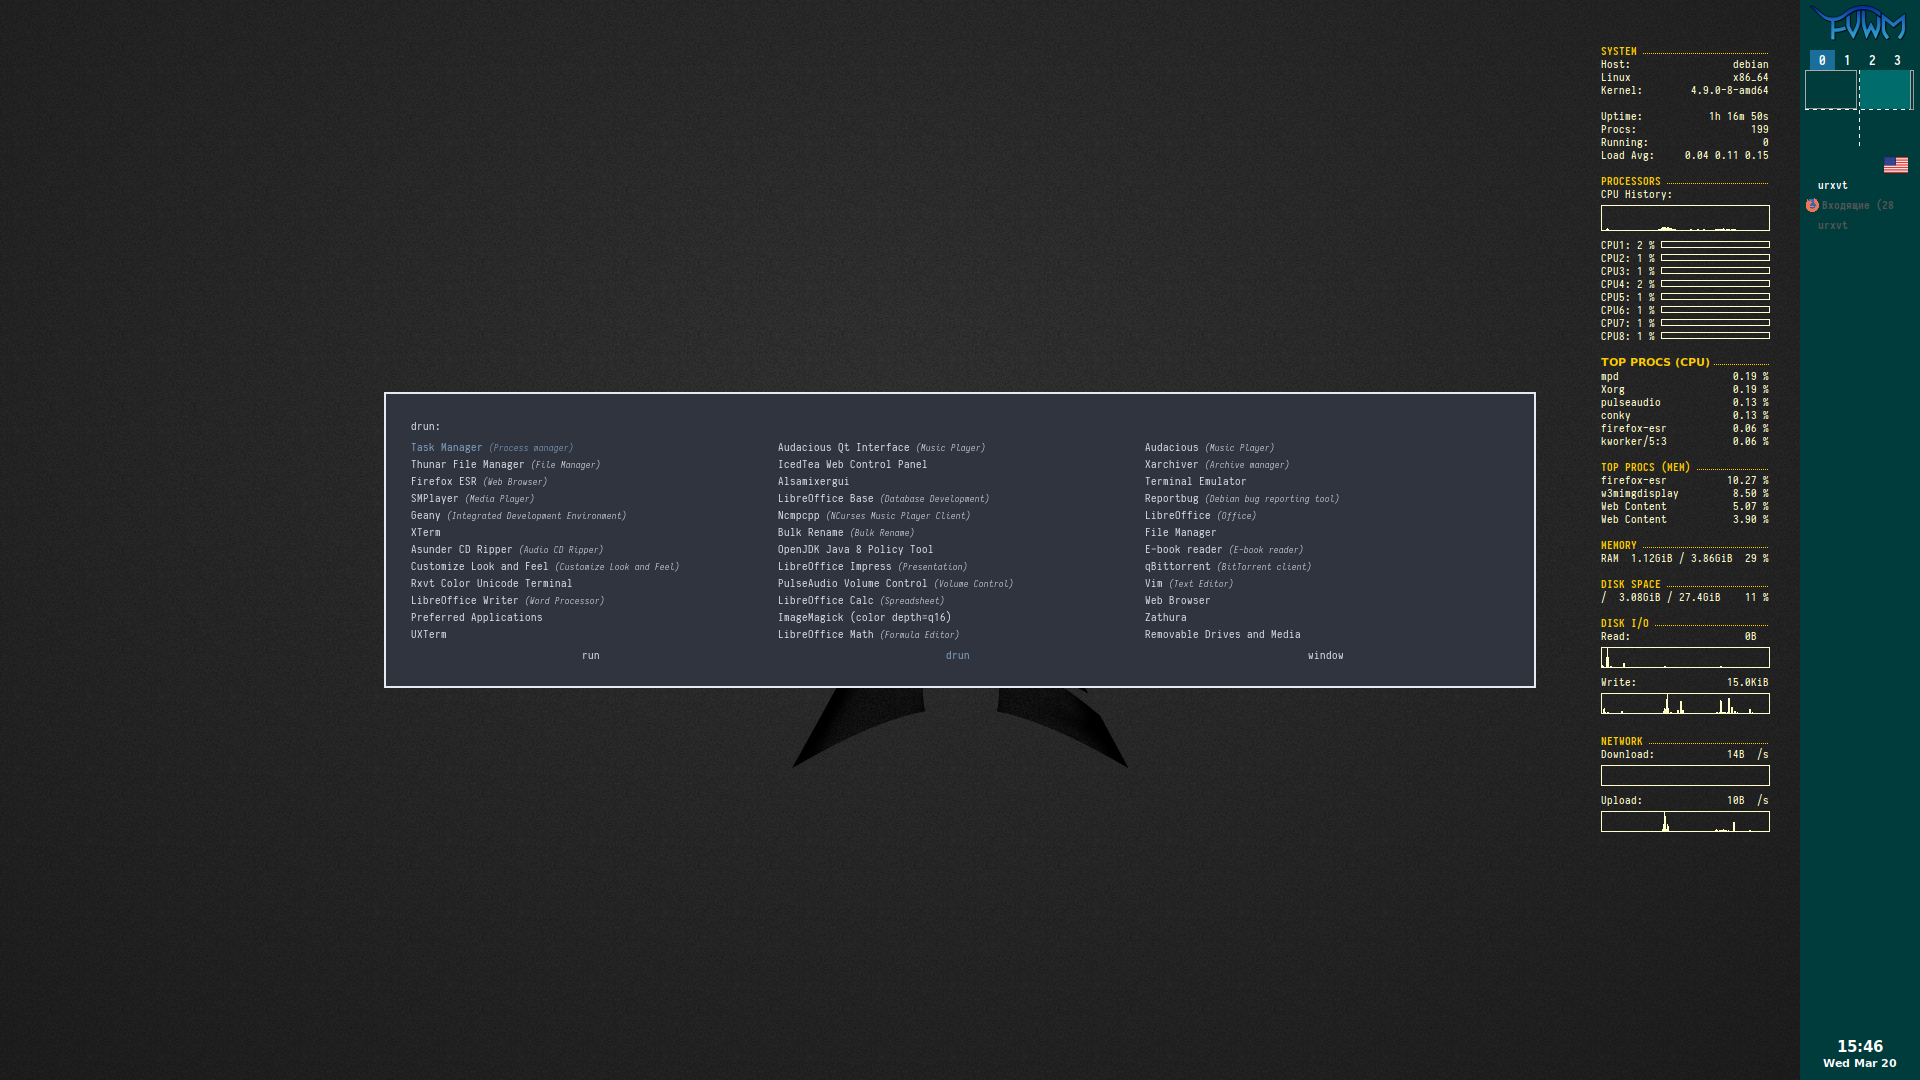 drun:
Task Manager (Process manager)
Thunar File Manager (File Manager)
Firefox ESR (Web Browser)
SMPlayer (Media Player)
Geany (Integrated Development Environment)
XTerm
Asunder CD Ripper (Audio CD Ripper)
Customize Look and Feel (Customize Look and Feel)
Rxvt Color Unicode Terminal
LibreOffice Writer (Word Processor)
Preferred Applications
UXTerm
Audacious Qt Interface (Music Player)
IcedTea Web Control Panel
Alsamixergui
LibreOffice Base (Database Development)
Ncmpcpp (NCurses Music Player Client)
Bulk Rename (Bulk Rename)
OpenJDK Java 8 Policy Tool
LibreOffice Impress (Presentation)
PulseAudio Volume Control (Volume Control)
LibreOffice Calc (Spreadsheet)
ImageMagick (color depth=q16)
LibreOffice Math (Formula Editor)
Audacious (Music Player)
Xarchiver (Archive manager)
Terminal Emulator
Reportbug (Debian bug reporting tool)
LibreOffice (Office)
File Manager
E-book reader (E-book reader)
qBittorrent (BitTorrent client)
Vim (Text Editor)
Web Browser
Zathura
Removable Drives and Media
run drun window
SYSTEM
Host: debian
Linux x86_64
Kernel: 4.9.0-8-amd64
Uptime: 1h 16m 50s
Procs: 199
Running: 0
Load Avg: 0.04 0.11 0.15
PROCESSORS
CPU History:
CPU1: 2 %
CPU2: 1 %
CPU3: 1 %
CPU4: 2 %
CPU5: 1 %
CPU6: 1 %
CPU7: 1 %
CPU8: 1 %
TOP PROCS (CPU)
mpd 0.19 %
Xorg 0.19 %
pulseaudio 0.13 %
conky 0.13 %
firefox-esr 0.06 %
kworker/5:3 0.06 %
TOP PROCS (MEM)
firefox-esr 10.27 %
w3mimgdisplay 8.50 %
Web Content 5.07 %
Web Content 3.90 %
MEMORY
RAM 1.12GiB / 3.86GiB 29 %
DISK SPACE
/ 3.08GiB / 27.4GiB 11 %
DISK I/O
Read: 0B
Write: 15.0KiB
NETWORK
Download: 14B /s
Upload: 10B /s
FVWM
0 1 2 3
urxvt
Входящие (28
urxvt
15:46
Wed Mar 20